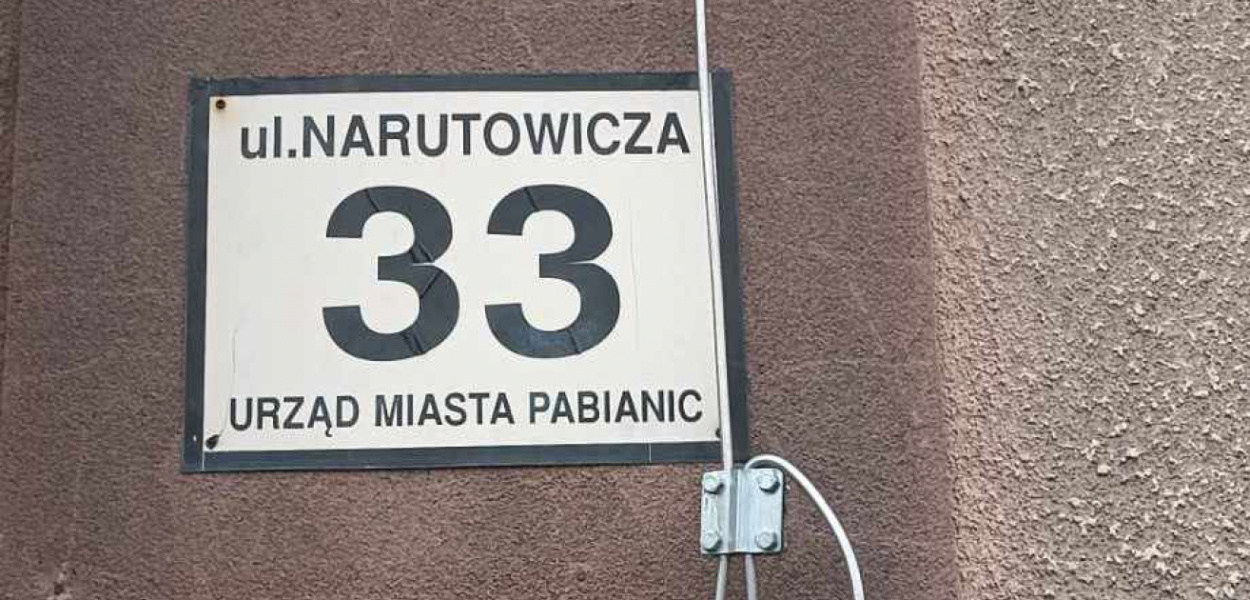 ul.NARUTOWICZA
33
URZĄD MIASTA PABIANIC